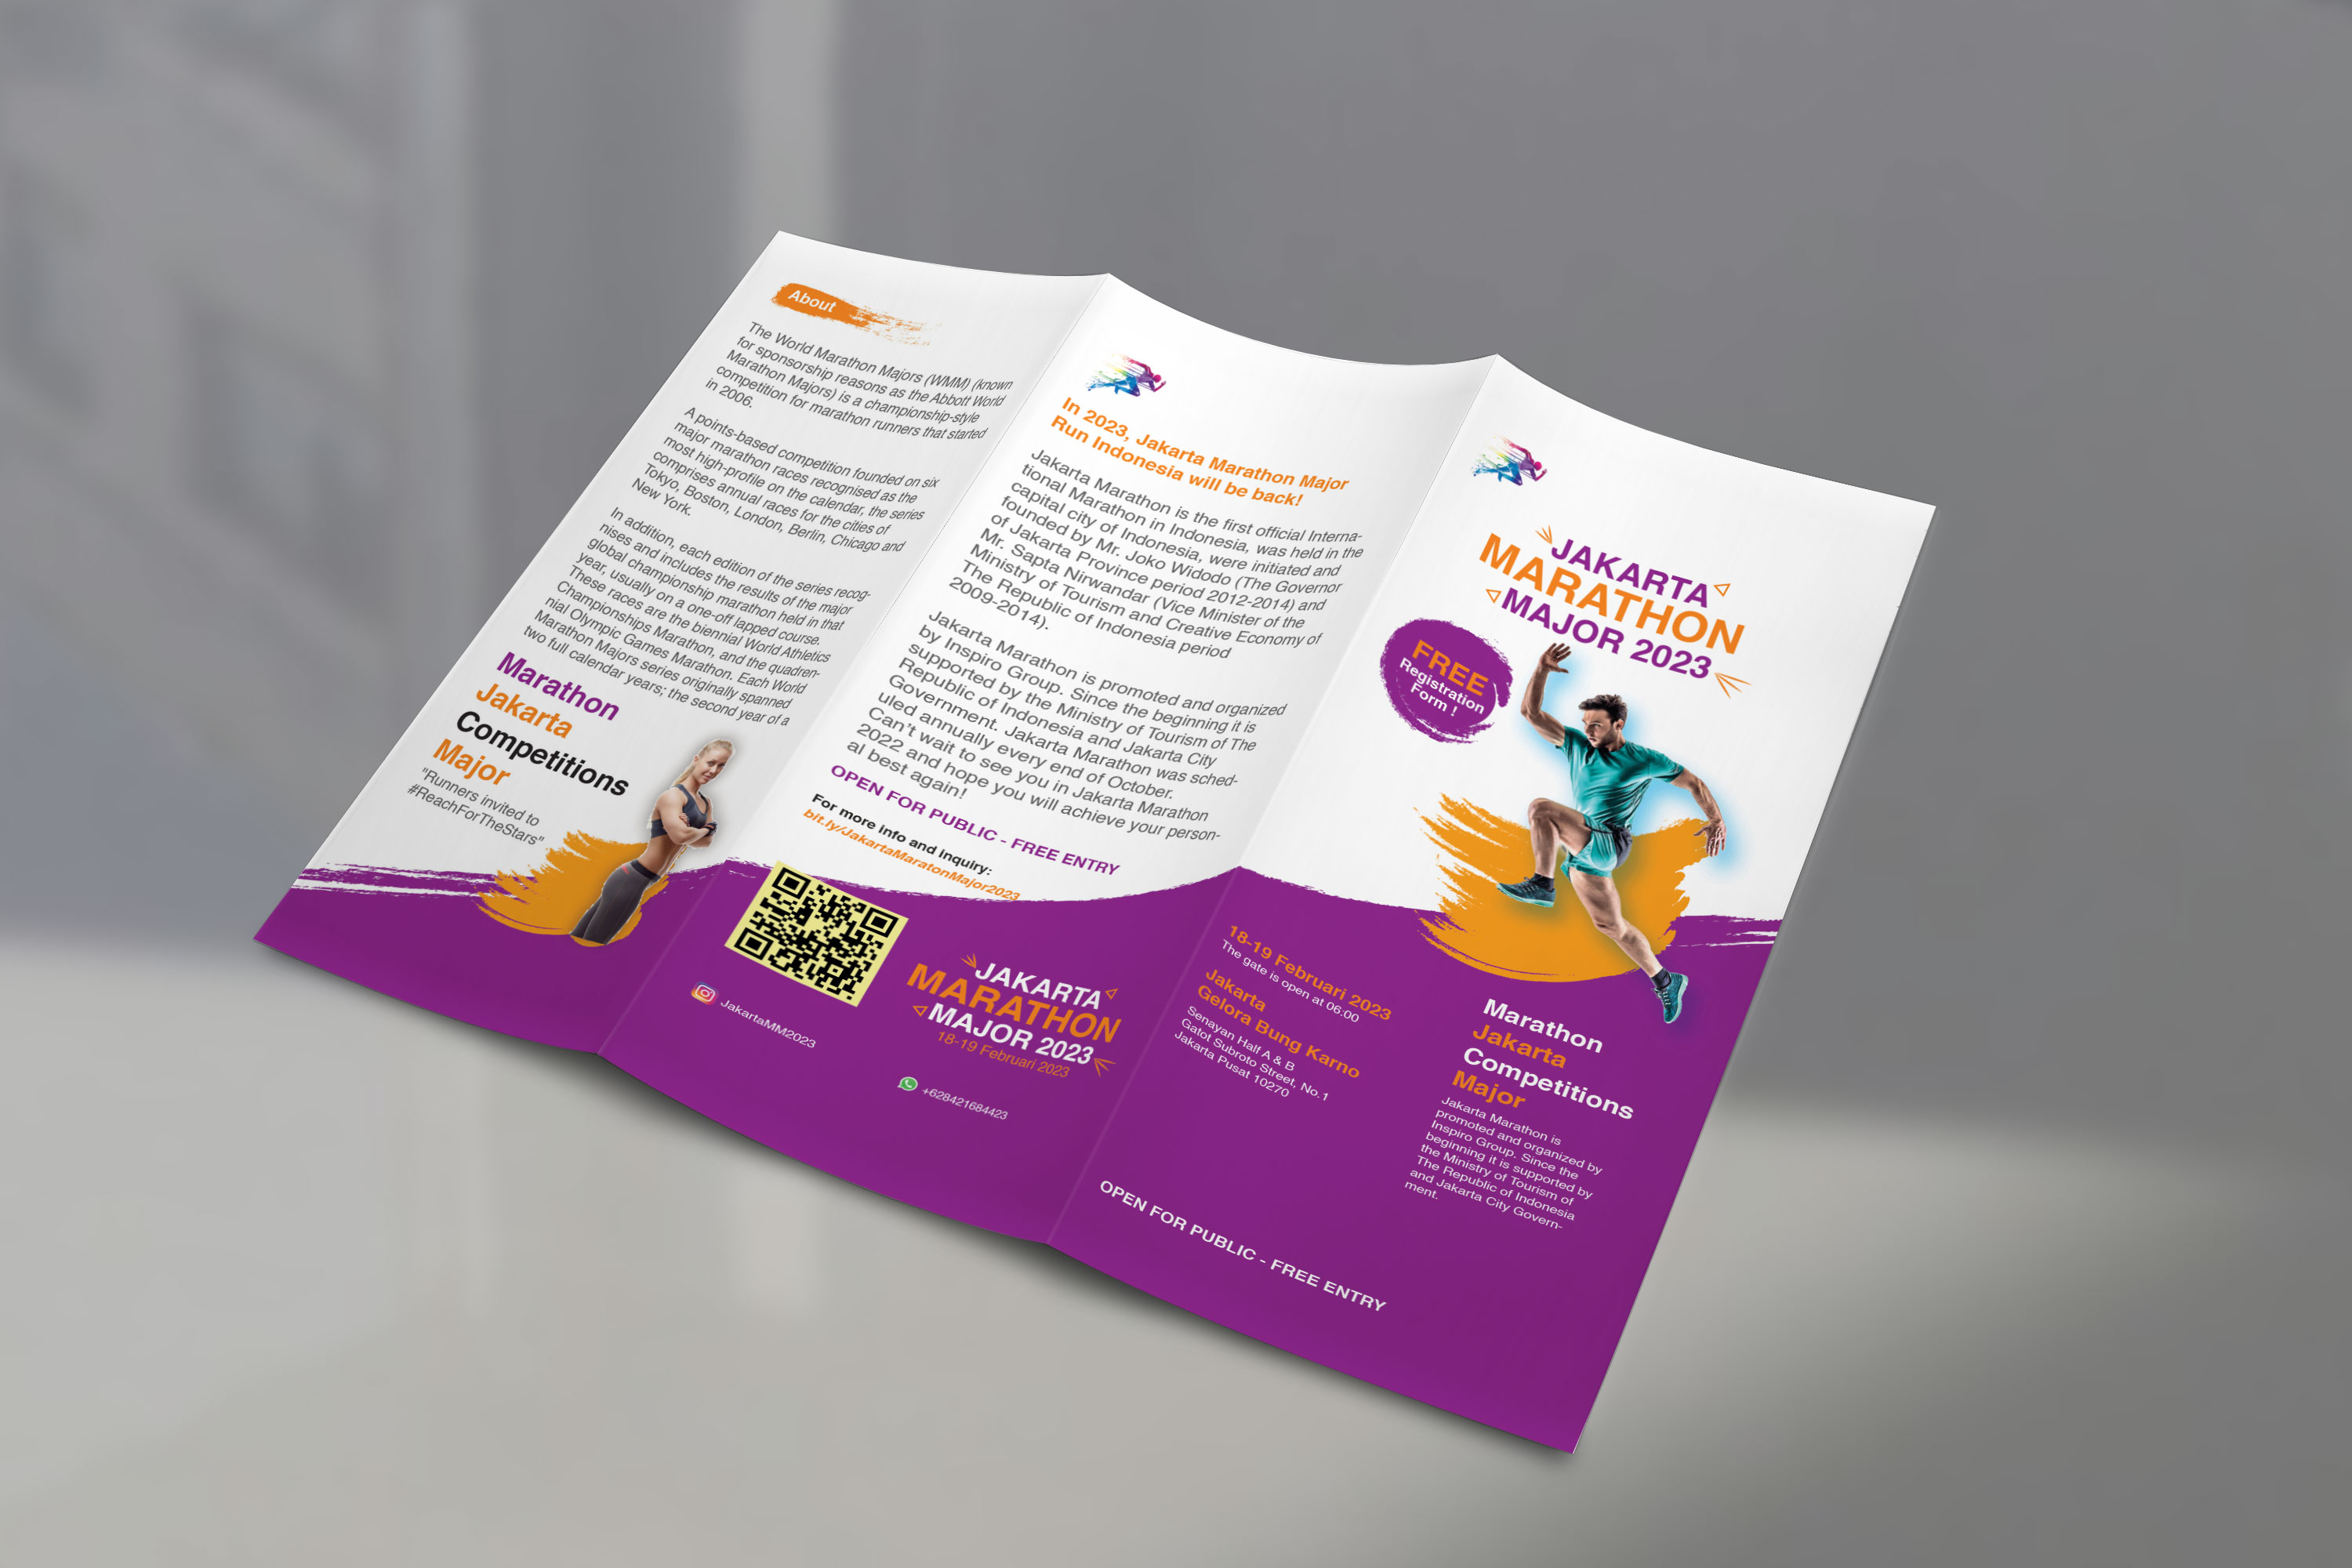 About
The World Marathon Majors (WMM) (known
for sponsorship reasons as the Abbott World
Marathon Majors) is a championship-style
competition for marathon runners that started
in 2006.
A points-based competition founded on six
major marathon races recognised as the
most high-profile on the calendar, the series
comprises annual races for the cities of
Tokyo, Boston, London, Berlin, Chicago and
New York.
In addition, each edition of the series recog-
nises and includes the results of the major
global championship marathon held in that
year, usually on a one-off lapped course.
These races are the biennial World Athletics
Championships Marathon, and the quadren-
nial Olympic Games Marathon. Each World
Marathon Majors series originally spanned
two full calendar years; the second year of a
Marathon
Jakarta
Competitions
Major
"Runners invited to
#ReachForTheStars"
In 2023, Jakarta Marathon Major
Run Indonesia will be back!
Jakarta Marathon is the first official Interna-
tional Marathon in Indonesia, was held in the
capital city of Indonesia, were initiated and
founded by Mr. Joko Widodo (The Governor
of Jakarta Province period 2012-2014) and
Mr. Sapta Nirwandar (Vice Minister of the
Ministry of Tourism and Creative Economy of
The Republic of Indonesia period
2009-2014).
Jakarta Marathon is promoted and organized
by Inspiro Group. Since the beginning it is
supported by the Ministry of Tourism of The
Republic of Indonesia and Jakarta City
Government. Jakarta Marathon was sched-
uled annually every end of October.
Can't wait to see you in Jakarta Marathon
2022 and hope you will achieve your person-
al best again!
OPEN FOR PUBLIC - FREE ENTRY
For more info and inquiry:
bit.ly/JakartaMaratonMajor2023
JakartaMM2023
JAKARTA
MARATHON
MAJOR 2023
18-19 Februari 2023
+628421684423
JAKARTA
MARATHON
MAJOR 2023
FREE
Registration
Form !
18-19 Februari 2023
The gate is open at 06.00
Jakarta
Gelora Bung Karno
Senayan Half A & B
Gatot Subroto Street, No.1
Jakarta Pusat 10270
Marathon
Jakarta
Competitions
Major
Jakarta Marathon is
promoted and organized by
Inspiro Group. Since the
beginning it is supported by
the Ministry of Tourism of
The Republic of Indonesia
and Jakarta City Govern-
ment.
OPEN FOR PUBLIC - FREE ENTRY